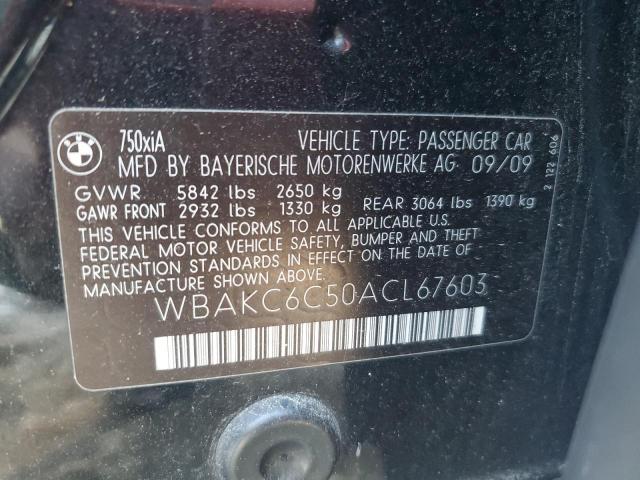 BMW
750xiA VEHICLE TYPE: PASSENGER CAR
MFD BY BAYERISCHE MOTORENWERKE AG 09/09
GVWR 5842 lbs 2650 kg
GAWR FRONT 2932 lbs 1330 kg REAR 3064 lbs 1390 kg
THIS VEHICLE CONFORMS TO ALL APPLICABLE U.S.
FEDERAL MOTOR VEHICLE SAFETY, BUMPER AND THEFT
PREVENTION STANDARDS IN EFFECT ON THE DATE OF
MANUFACTURE SHOWN ABOVE.
WBAKC6C50ACL67603
2 122 606